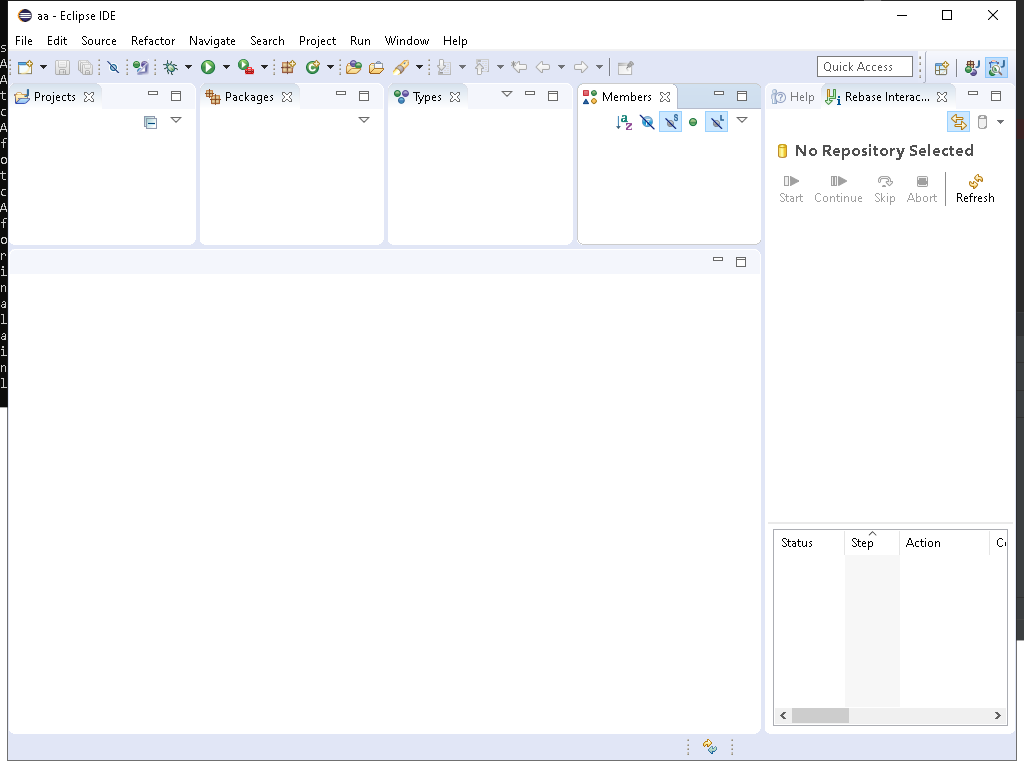 aa - Eclipse IDE
File Edit Source Refactor Navigate Search Project Run Window Help
Quick Access
Projects Packages Types Members Help Rebase Interac...
No Repository Selected
Start Continue Skip Abort Refresh
Status Step Action
s
A
A
t
c
A
f
o
t
c
A
f
o
r
i
n
a
l
a
i
n
l